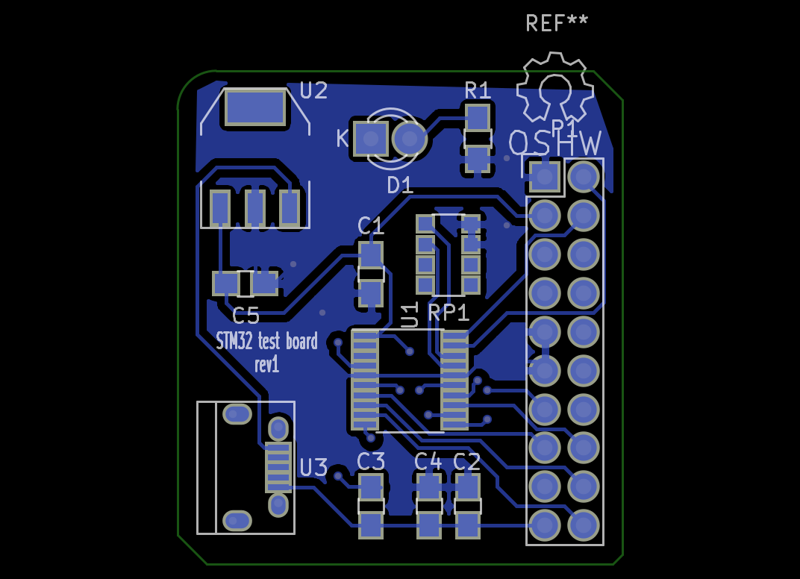 REF**
U2
R1
P1
OSHW
K
D1
C1
U1
RP1
C5
STM32 test board
rev1
U3
C3
C4
C2